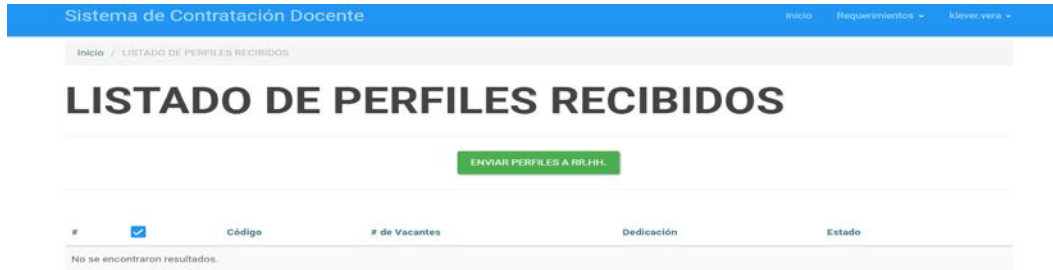 Sistema de Contratación Docente Inicio Requerimientos klever.vera
Inicio / LISTADO DE PERFILES RECIBIDOS
LISTADO DE PERFILES RECIBIDOS
ENVIAR PERFILES A RR.HH.
# Código # de Vacantes Dedicación Estado
No se encontraron resultados.